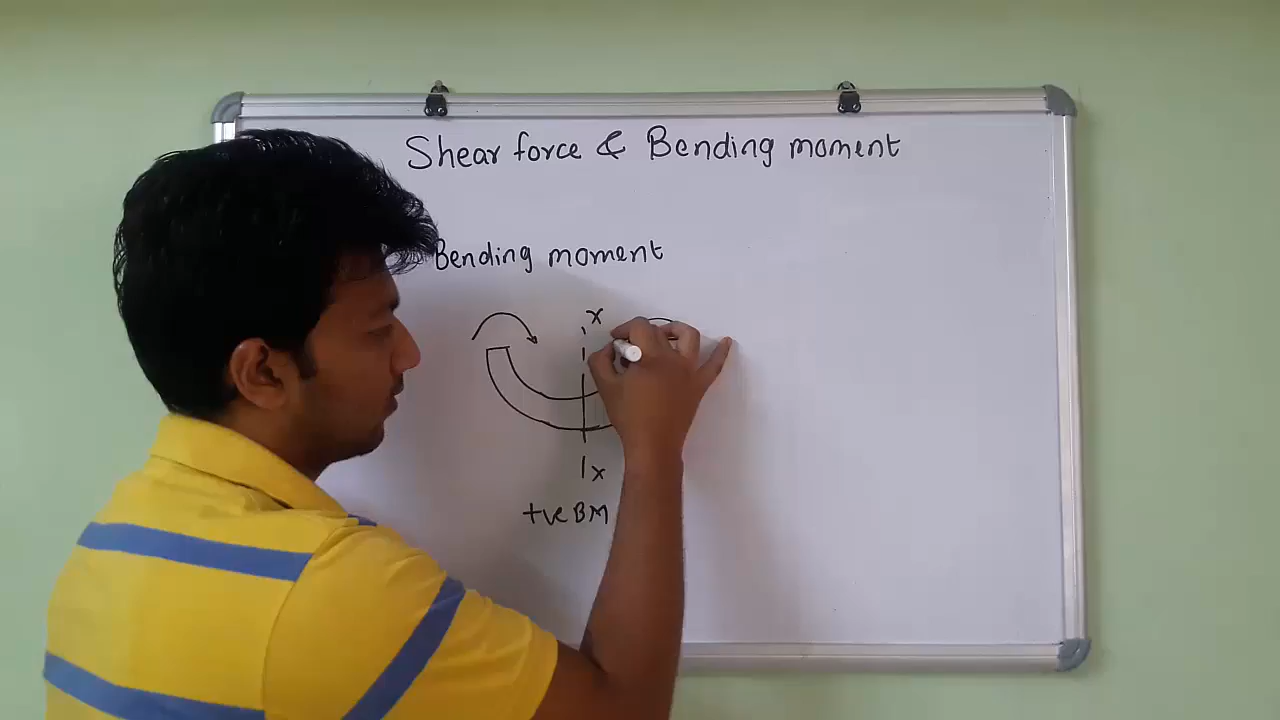 Shear force & Bending moment
Bending moment
x
x
+ve BM